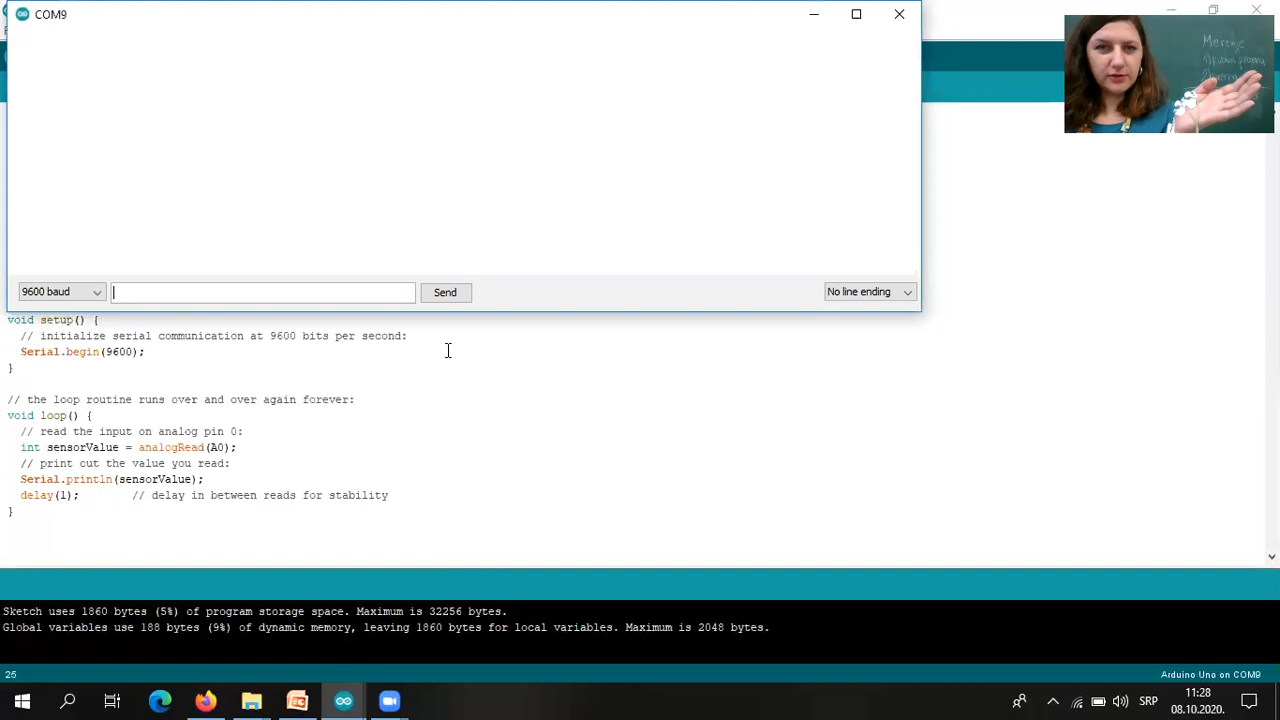 COM9
Merenje
9600 baud
Send
No line ending
void setup() {
// initialize serial communication at 9600 bits per second:
Serial.begin(9600);
}
// the loop routine runs over and over again forever:
void loop() {
// read the input on analog pin 0:
int sensorValue = analogRead(A0);
// print out the value you read:
Serial.println(sensorValue);
delay(1);        // delay in between reads for stability
}
Sketch uses 1860 bytes (5%) of program storage space. Maximum is 32256 bytes.
Global variables use 188 bytes (9%) of dynamic memory, leaving 1860 bytes for local variables. Maximum is 2048 bytes.
25
Arduino Uno on COM9
SRP
11:28
08.10.2020.